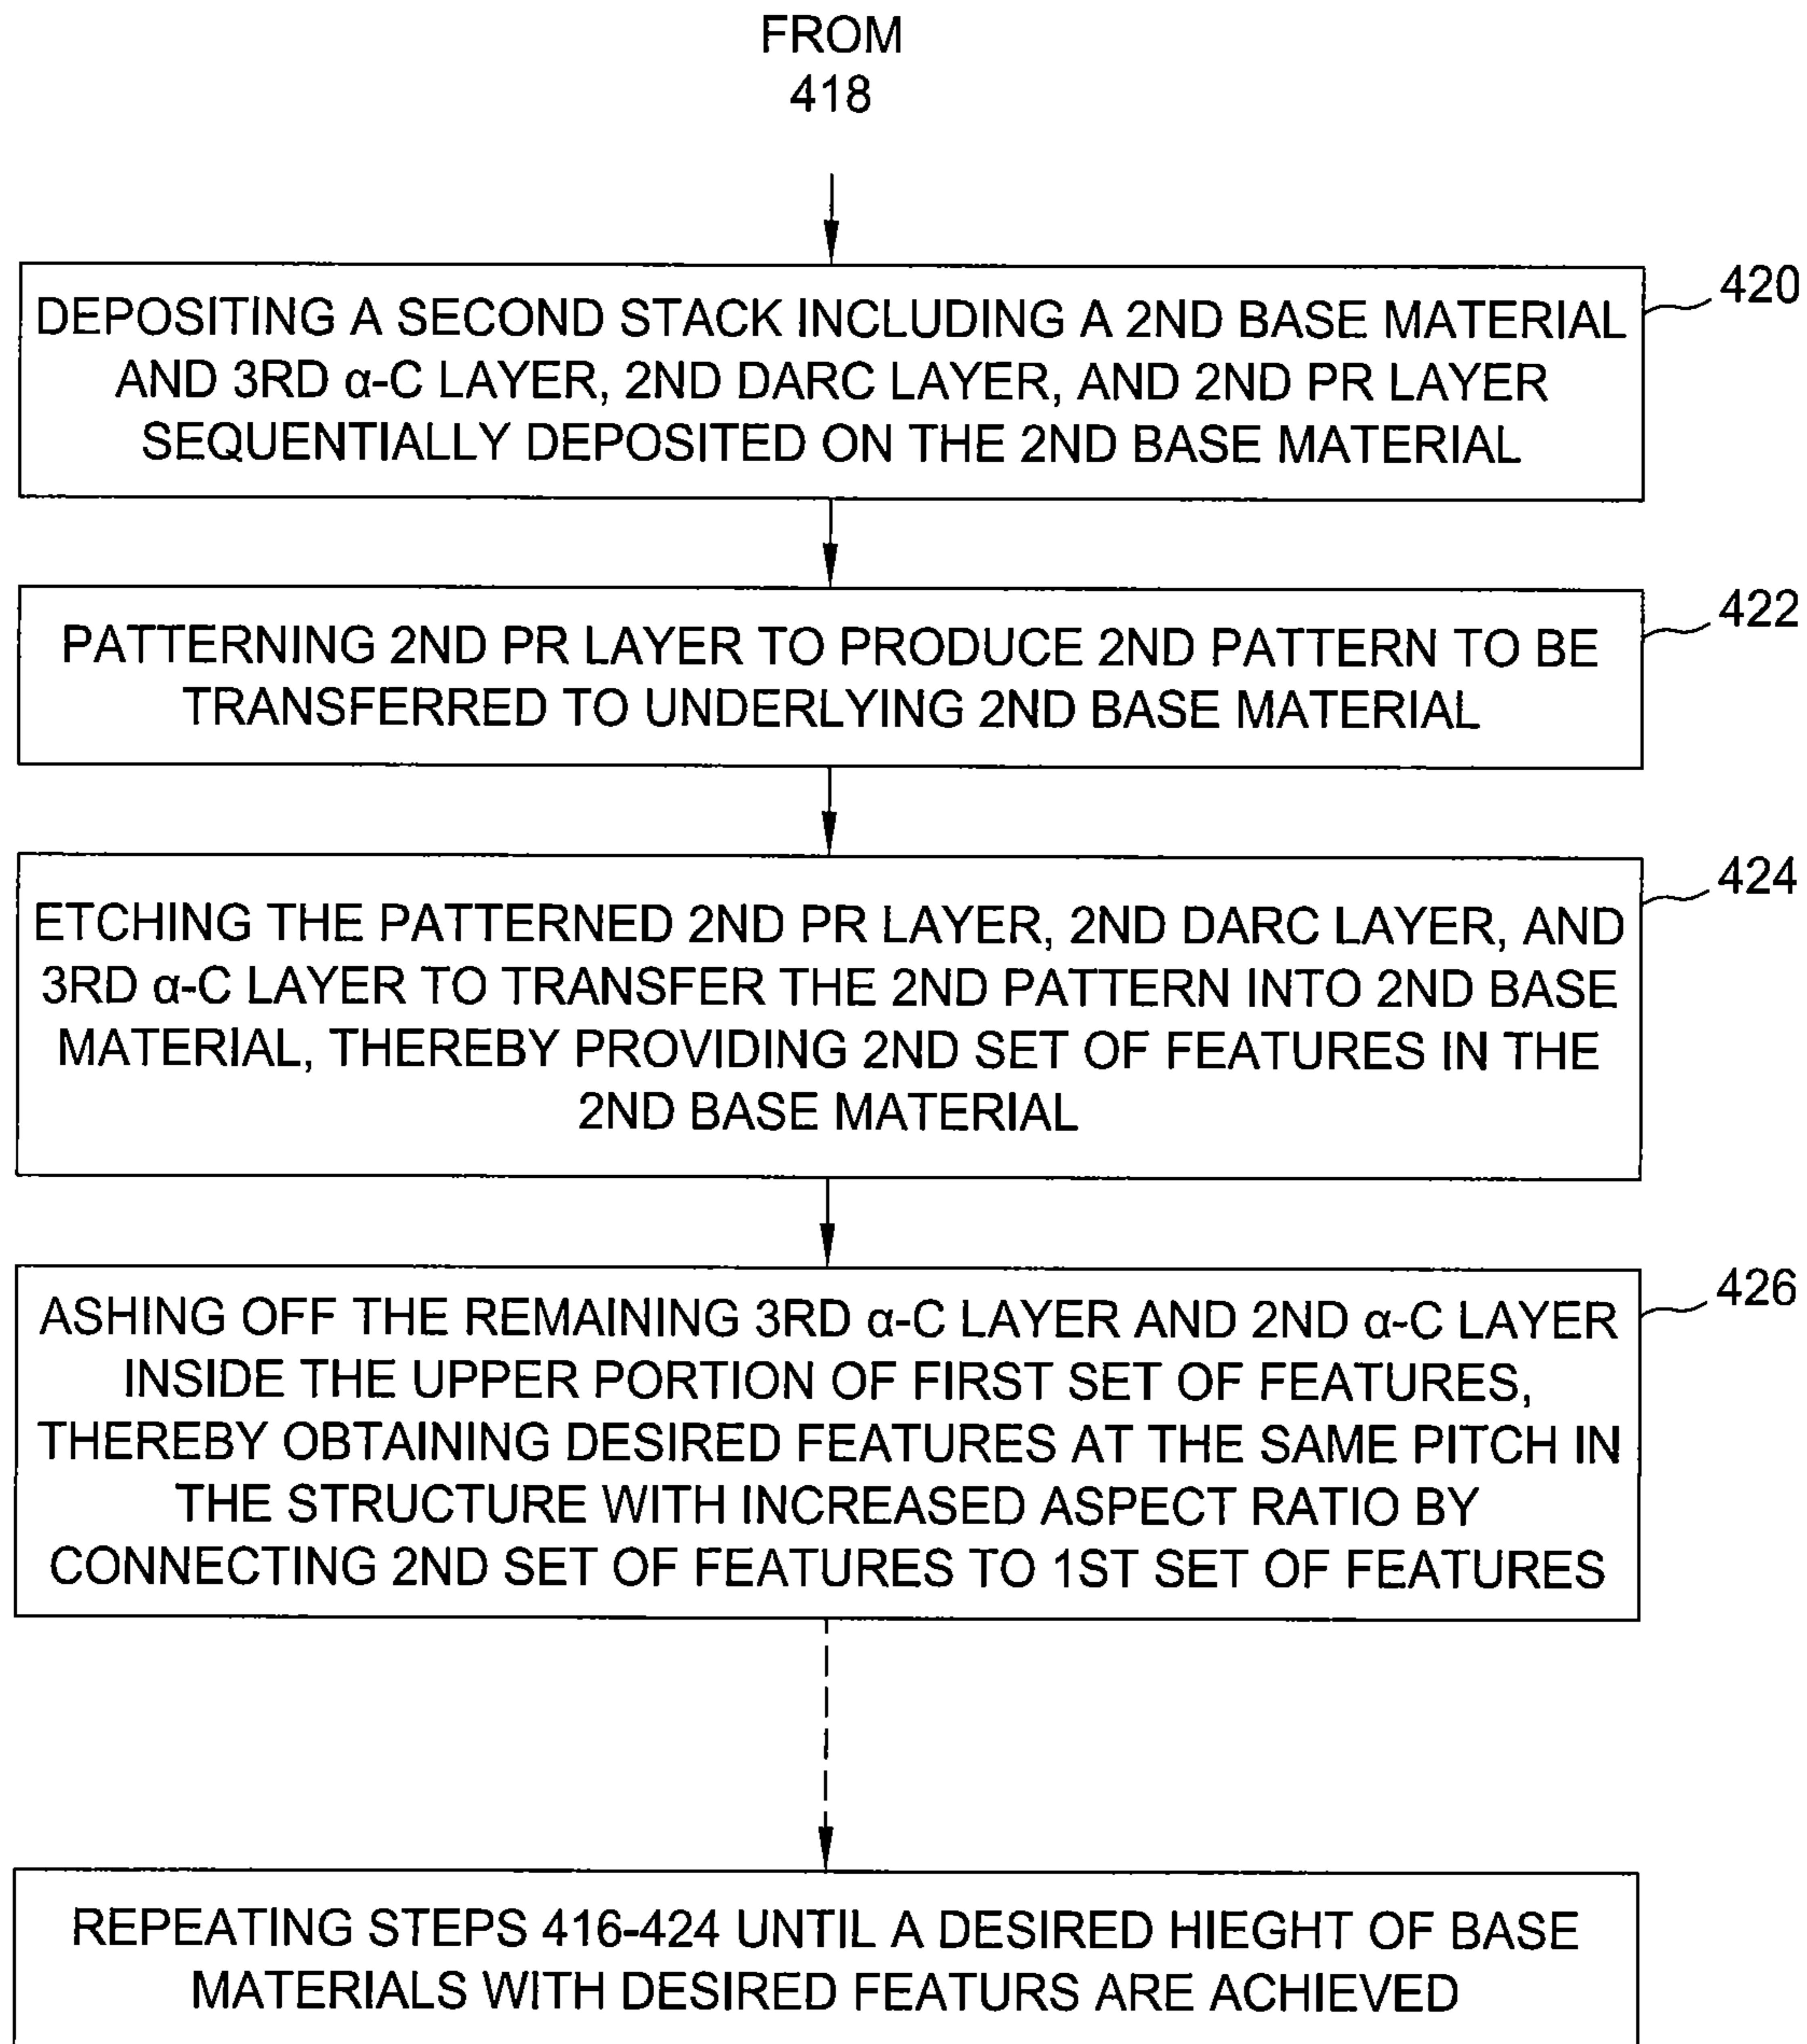 FROM
418
420
DEPOSITING A SECOND STACK INCLUDING A 2ND BASE MATERIAL
AND 3RD α-C LAYER, 2ND DARC LAYER, AND 2ND PR LAYER
SEQUENTIALLY DEPOSITED ON THE 2ND BASE MATERIAL
422
PATTERNING 2ND PR LAYER TO PRODUCE 2ND PATTERN TO BE
TRANSFERRED TO UNDERLYING 2ND BASE MATERIAL
424
ETCHING THE PATTERNED 2ND PR LAYER, 2ND DARC LAYER, AND
3RD α-C LAYER TO TRANSFER THE 2ND PATTERN INTO 2ND BASE
MATERIAL, THEREBY PROVIDING 2ND SET OF FEATURES IN THE
2ND BASE MATERIAL
426
ASHING OFF THE REMAINING 3RD α-C LAYER AND 2ND α-C LAYER
INSIDE THE UPPER PORTION OF FIRST SET OF FEATURES,
THEREBY OBTAINING DESIRED FEATURES AT THE SAME PITCH IN
THE STRUCTURE WITH INCREASED ASPECT RATIO BY
CONNECTING 2ND SET OF FEATURES TO 1ST SET OF FEATURES
REPEATING STEPS 416-424 UNTIL A DESIRED HIEGHT OF BASE
MATERIALS WITH DESIRED FEATURS ARE ACHIEVED